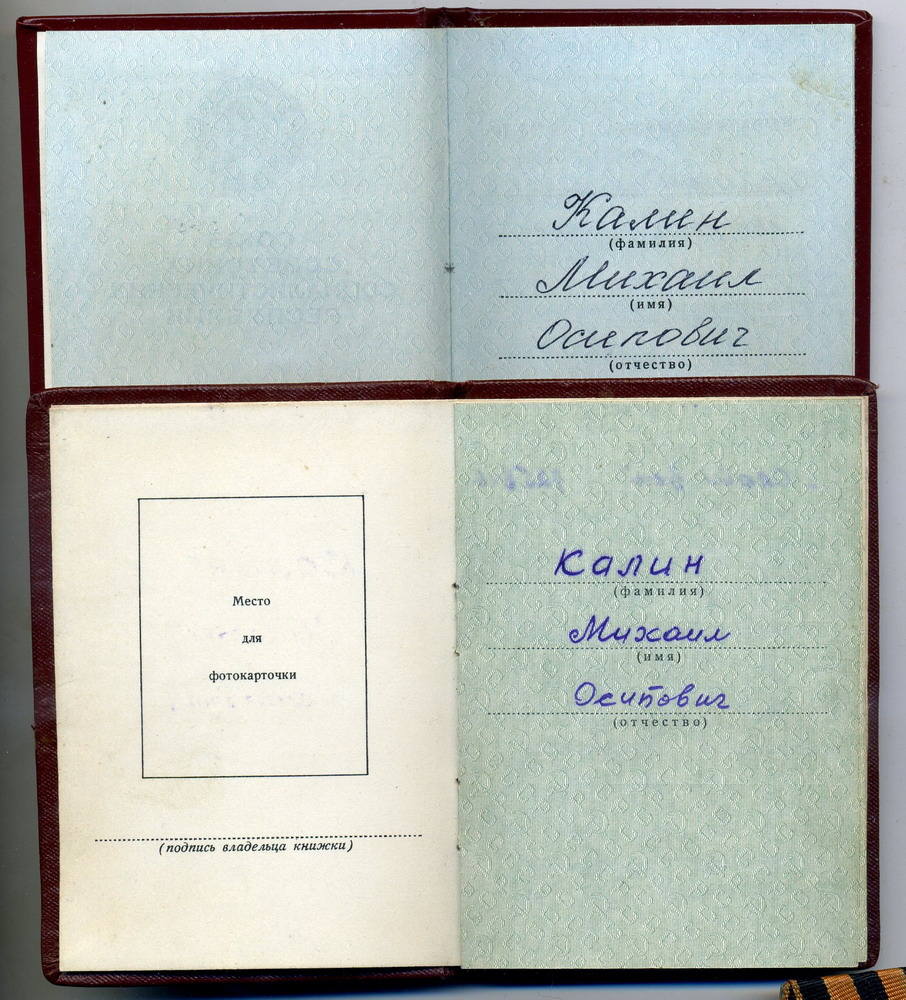 Калин
(фамилия)
Михаил
(имя)
Осипович
(отчество)
Место
для
фотокарточки
(подпись владельца книжки)
Калин
(фамилия)
Михаил
(имя)
Осипович
(отчество)